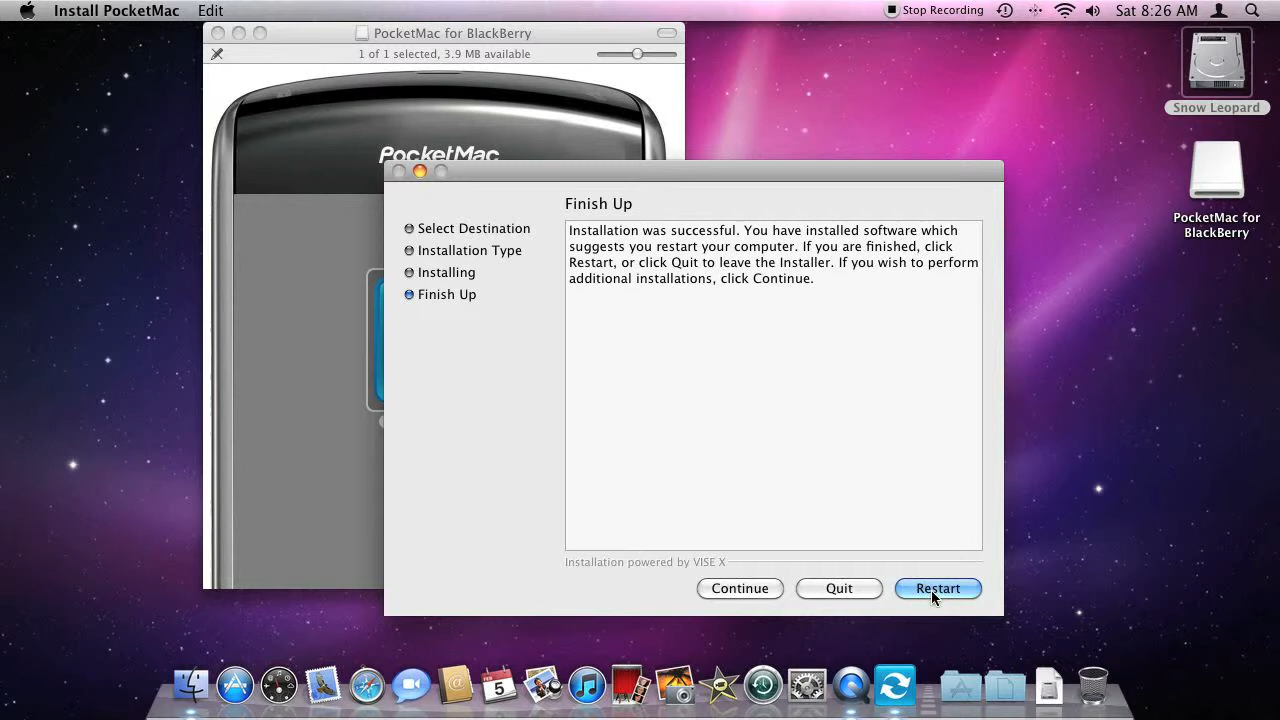 Install PocketMac Edit
Stop Recording Sat 8:26 AM
PocketMac for BlackBerry
1 of 1 selected, 3.9 MB available
PocketMac
Snow Leopard
PocketMac for
BlackBerry
Finish Up
Select Destination
Installation Type
Installing
Finish Up
Installation was successful. You have installed software which
suggests you restart your computer. If you are finished, click
Restart, or click Quit to leave the Installer. If you wish to perform
additional installations, click Continue.
Installation powered by VISE X
Continue Quit Restart
FEB
5